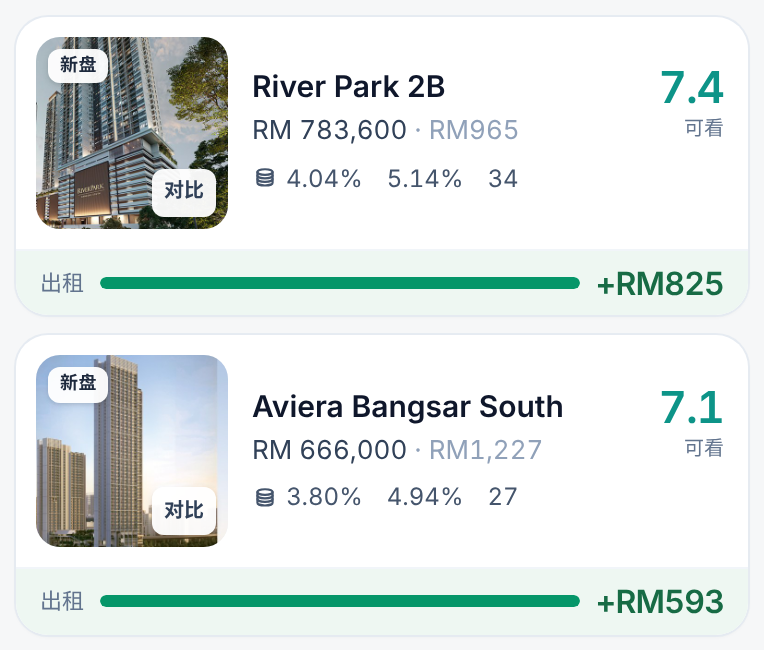 新盘
River Park 2B
7.4
RM 783,600 · RM965
可看
4.04% 5.14% 34
RIVERPARK
对比
出租
+RM825
新盘
Aviera Bangsar South
7.1
RM 666,000 · RM1,227
可看
3.80% 4.94% 27
对比
出租
+RM593